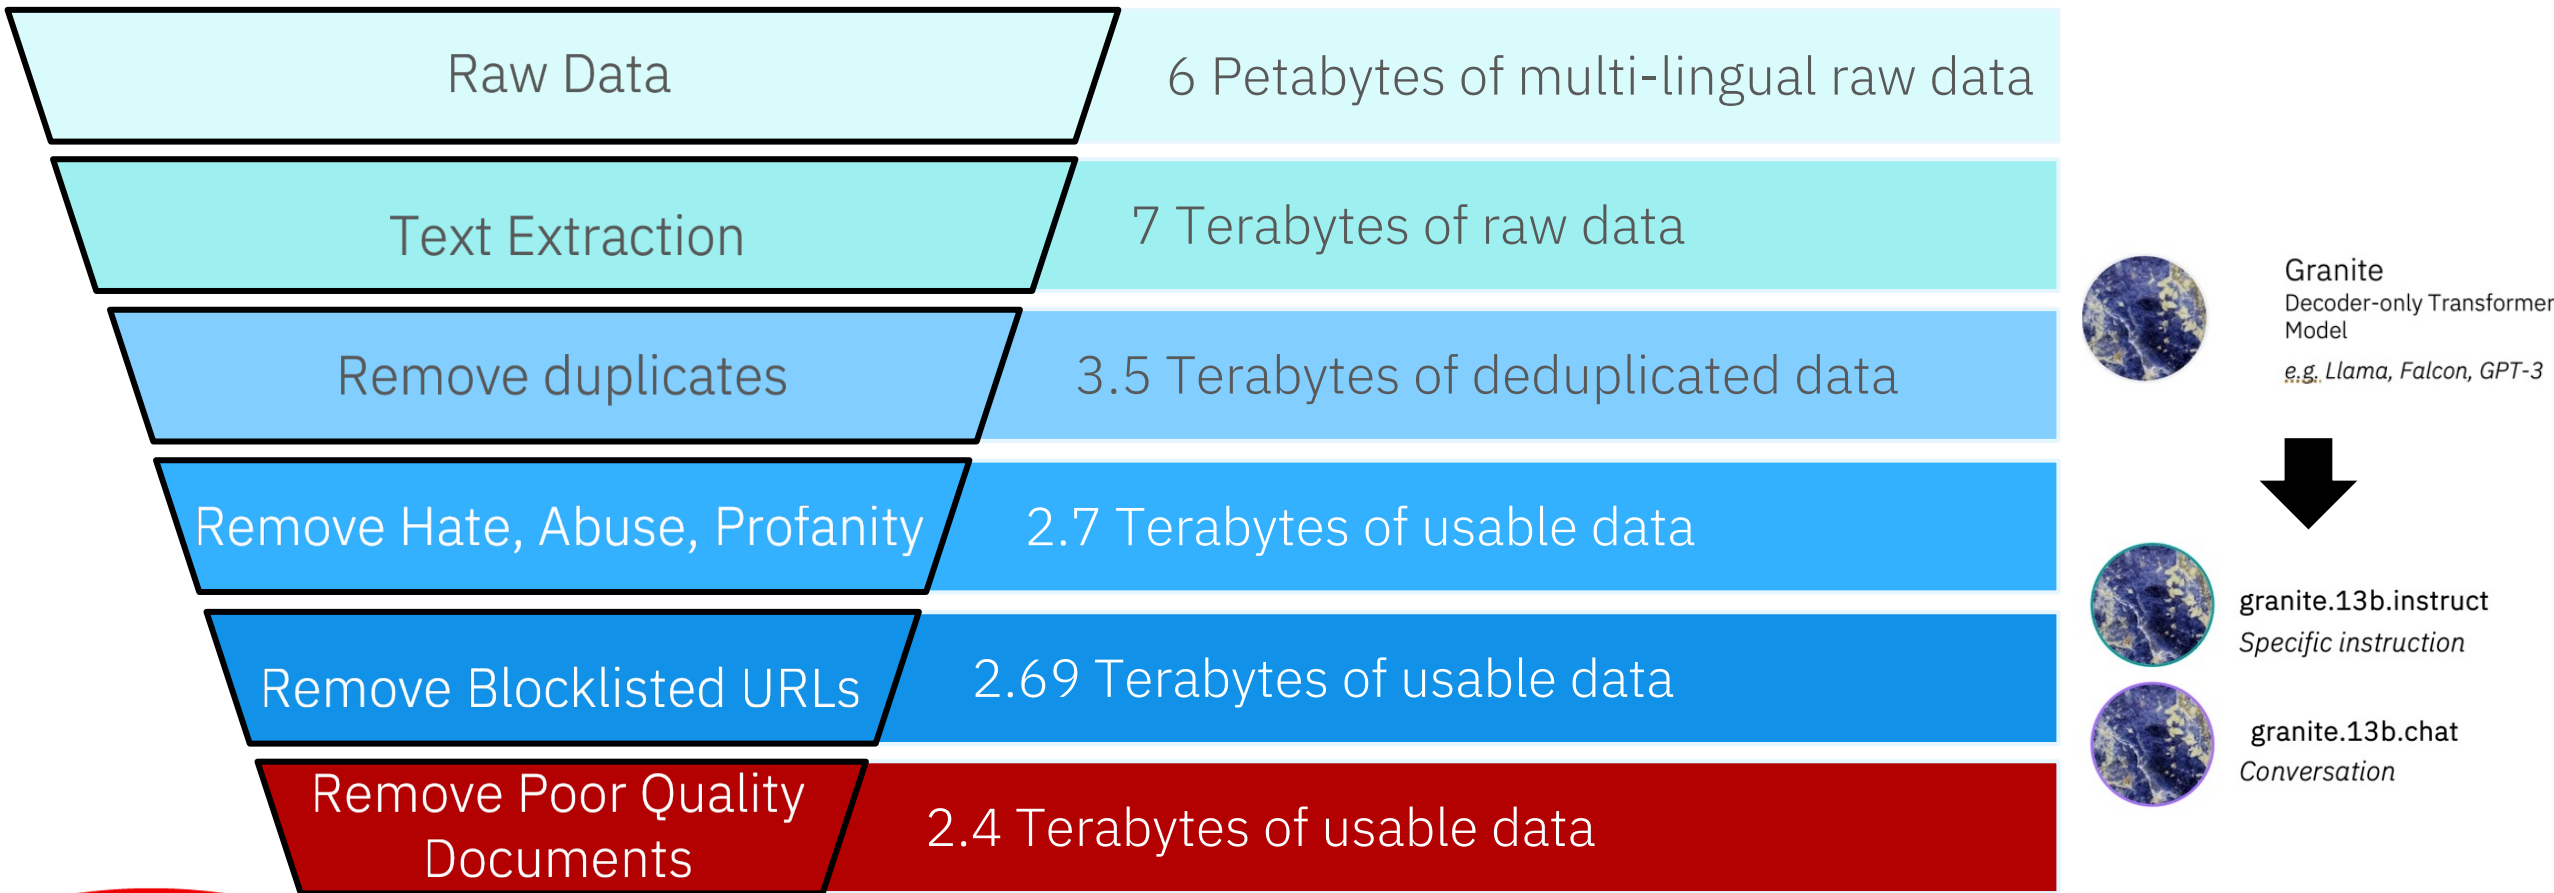 Raw Data
6 Petabytes of multi-lingual raw data
Text Extraction
7 Terabytes of raw data
Remove duplicates
3.5 Terabytes of deduplicated data
Remove Hate, Abuse, Profanity
2.7 Terabytes of usable data
Remove Blocklisted URLs
2.69 Terabytes of usable data
Remove Poor Quality
Documents
2.4 Terabytes of usable data
Granite
Decoder-only Transformer
Model
e.g. Llama, Falcon, GPT-3
granite.13b.instruct
Specific instruction
granite.13b.chat
Conversation